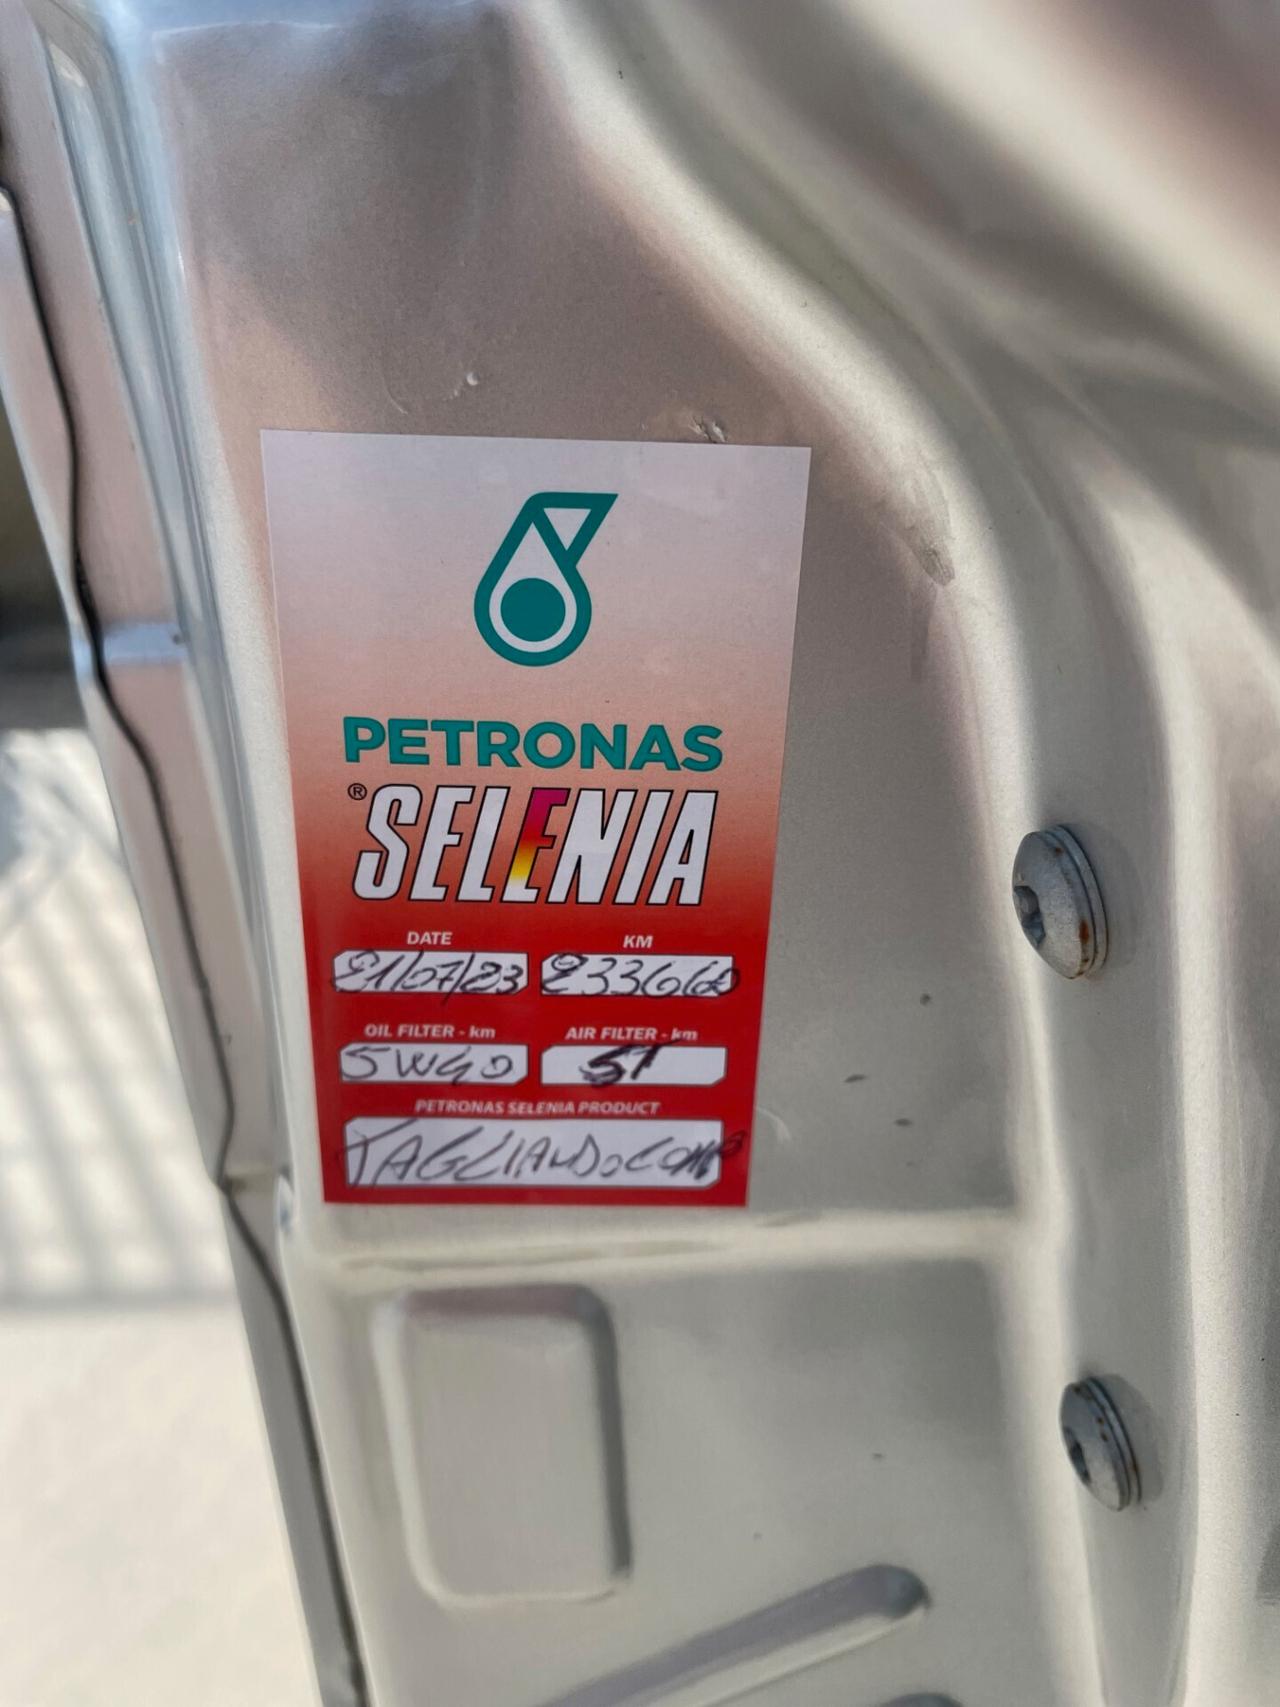 PETRONAS
® SELENIA
DATE KM
21/07/23 233660
OIL FILTER - km AIR FILTER - km
5W40
PETRONAS SELENIA PRODUCT
TAGLIANDO COMP